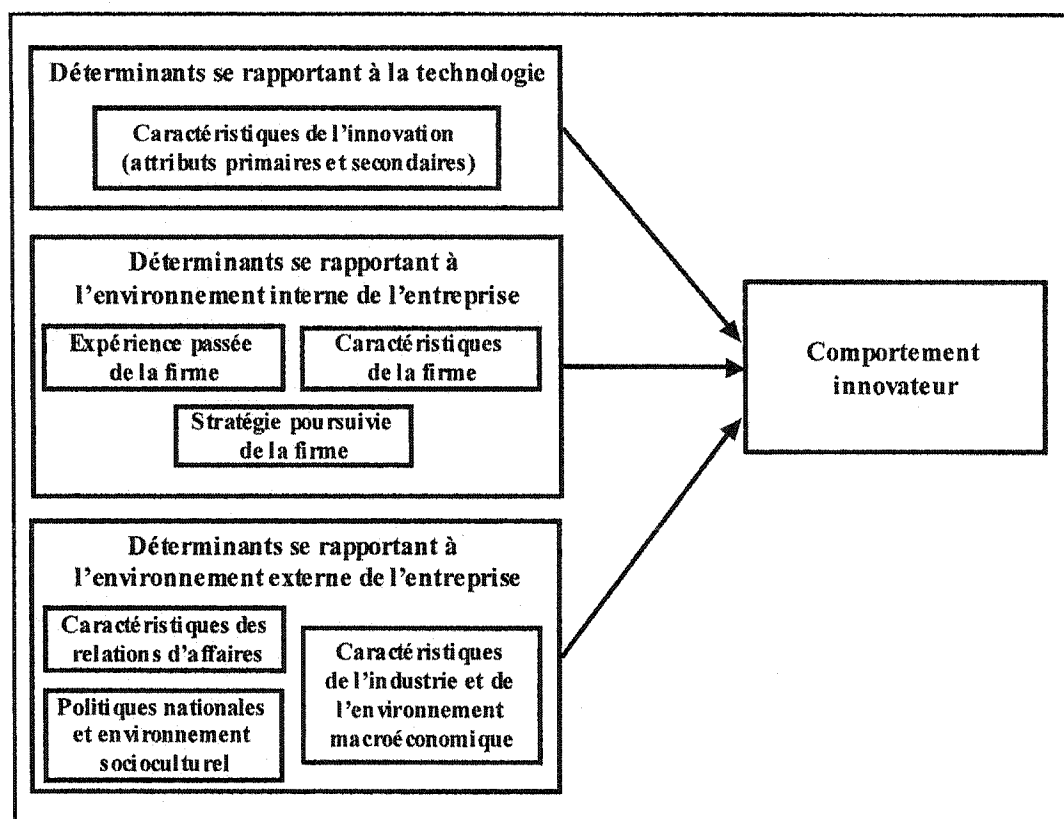 Déterminants se rapportant à la technologie
Caractéristiques de l'innovation
(attributs primaires et secondaires)
Déterminants se rapportant à
l'environnement interne de l'entreprise
Expérience passée
de la firme
Caractéristiques
de la firme
Stratégie poursuivie
de la firme
Déterminants se rapportant à
l'environnement externe de l'entreprise
Caractéristiques des
relations d'affaires
Politiques nationales
et environnement
socioculturel
Caractéristiques
de l'industrie et de
l'environnement
macroéconomique
Comportement
innovateur